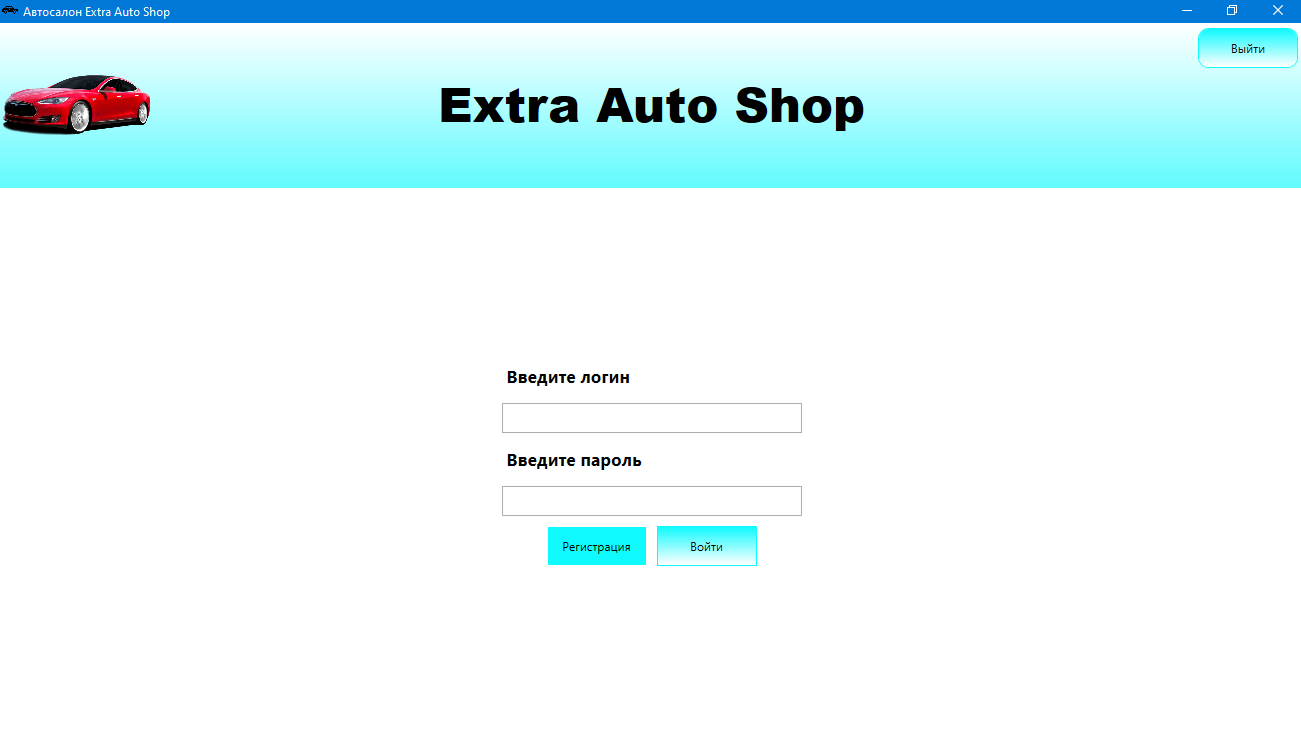 Автосалон Extra Auto Shop
Выйти
Extra Auto Shop
Введите логин
Введите пароль
Регистрация
Войти